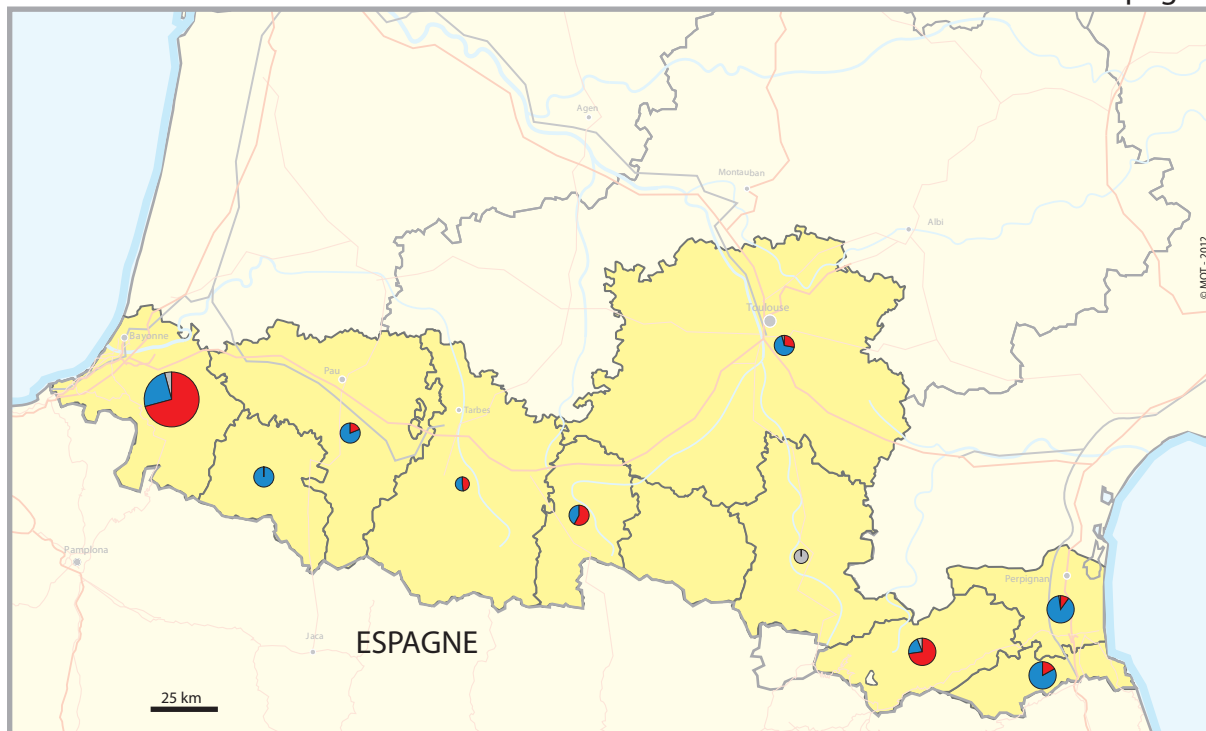 Agen
Montauban
Albi
© MOT - 2012
Toulouse
Bayonne
Pau
Tarbes
Pamplona
Perpignan
Jaca
ESPAGNE
25 km